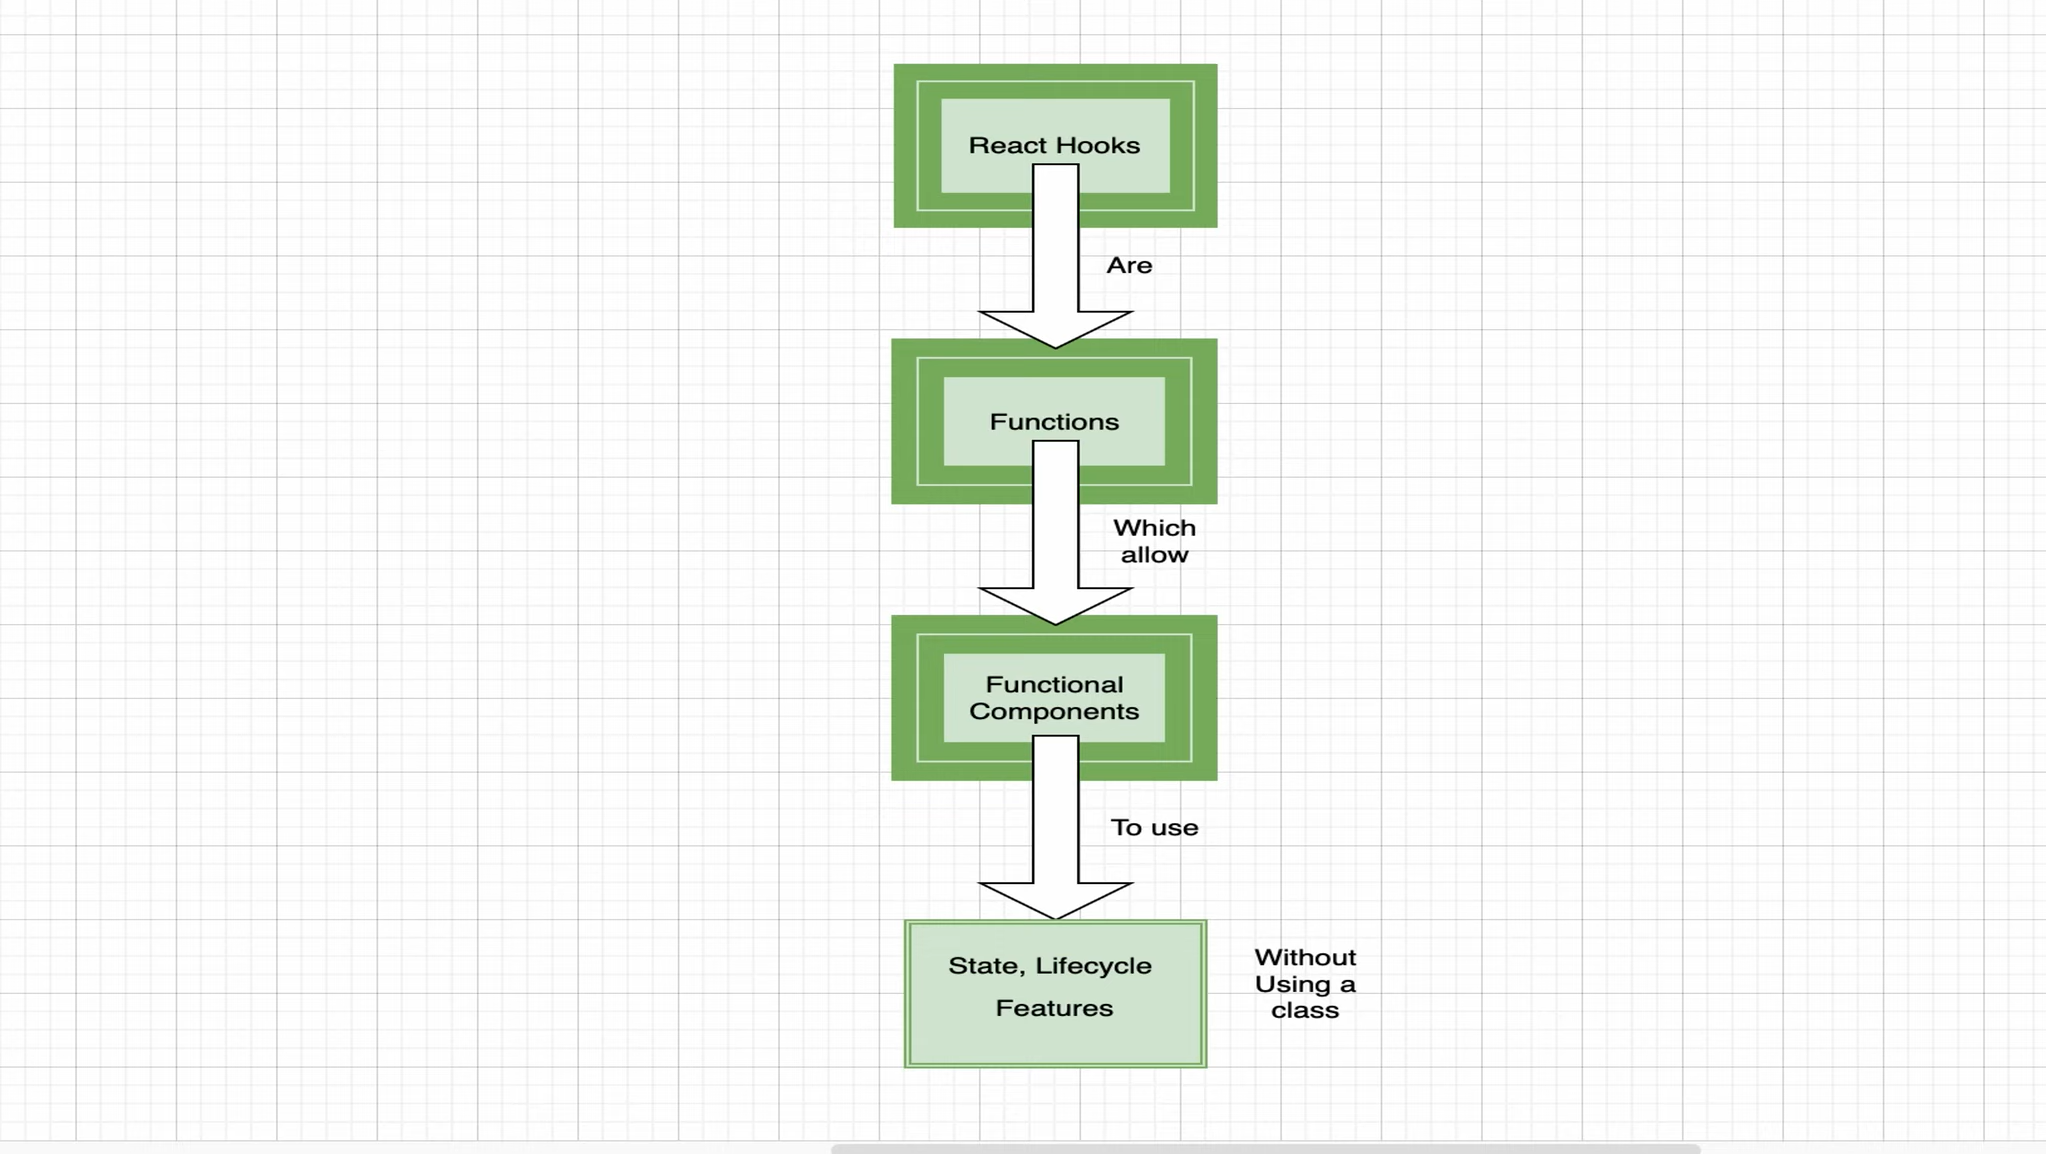 React Hooks
Are
Functions
Which
allow
Functional
Components
To use
State, Lifecycle
Features
Without
Using a
class